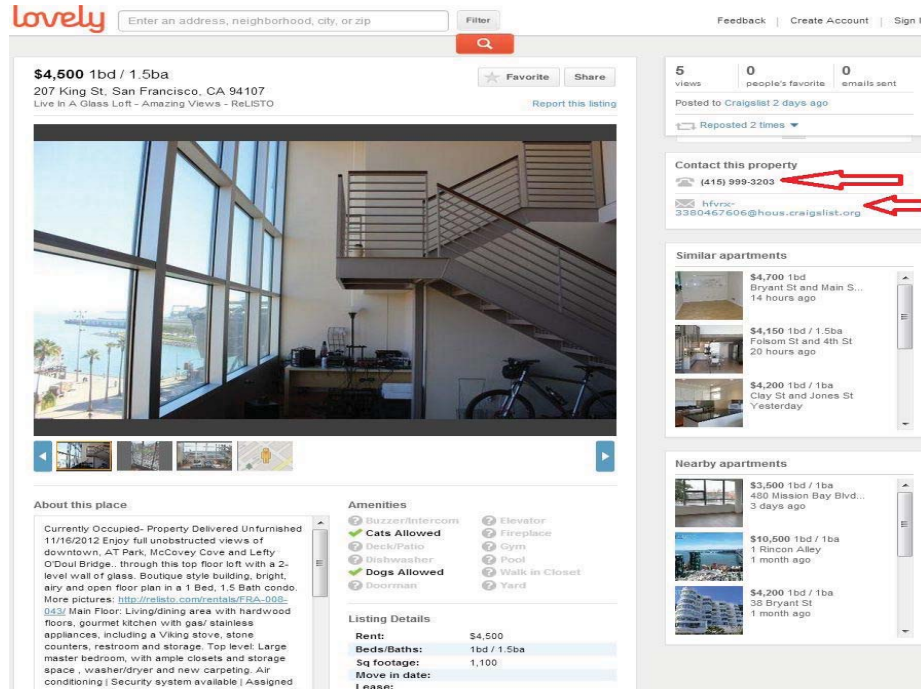 lovely
Enter an address, neighborhood, city, or zip
Filter
Feedback | Create Account | Sign I
$4,500 1bd / 1.5ba
207 King St, San Francisco, CA 94107
Live In A Glass Loft - Amazing Views - ReLISTO
Favorite
Share
Report this listing
5 0 0
views people's favorite emails sent
Posted to Craigslist 2 days ago
Reposted 2 times
Contact this property
(415) 999-3203
hfvrx-
3380467606@hous.craigslist.org
Similar apartments
$4,700 1bd
Bryant St and Main S...
14 hours ago
$4,150 1bd / 1.5ba
Folsom St and 4th St
20 hours ago
$4,200 1bd / 1ba
Clay St and Jones St
Yesterday
Nearby apartments
$3,500 1bd / 1ba
480 Mission Bay Blvd...
3 days ago
$10,500 1bd / 1ba
1 Rincon Alley
1 month ago
$4,200 1bd / 1ba
38 Bryant St
1 month ago
About this place
Currently Occupied- Property Delivered Unfurnished
11/16/2012 Enjoy full unobstructed views of
downtown, AT Park, McCovey Cove and Lefty
O'Doul Bridge.. through this top floor loft with a 2-
level wall of glass. Boutique style building, bright,
airy and open floor plan in a 1 Bed, 1.5 Bath condo.
More pictures: http://relisto.com/rentals/FRA-008-
043/ Main Floor: Living/dining area with hardwood
floors, gourmet kitchen with gas/ stainless
appliances, including a Viking stove, stone
counters, restroom and storage. Top level: Large
master bedroom, with ample closets and storage
space , washer/dryer and new carpeting. Air
conditioning | Security system available | Assigned
Amenities
Buzzer/Intercom
Cats Allowed
Deck/Patio
Dishwasher
Dogs Allowed
Doorman
Elevator
Fireplace
Gym
Pool
Walk in Closet
Yard
Listing Details
Rent: $4,500
Beds/Baths: 1bd / 1.5ba
Sq footage: 1,100
Move in date:
Lease: